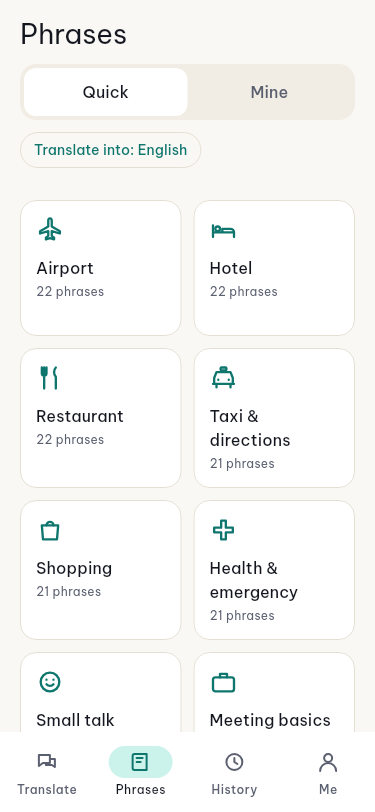 Phrases
Quick
Mine
Translate into: English
Airport
22 phrases
Hotel
22 phrases
Restaurant
22 phrases
Taxi &
directions
21 phrases
Shopping
21 phrases
Health &
emergency
21 phrases
Small talk
Meeting basics
Translate
Phrases
History
Me